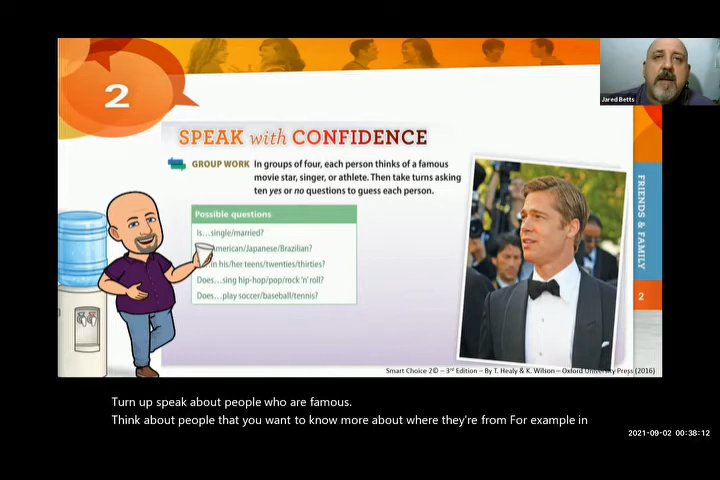 2
SPEAK with CONFIDENCE
GROUP WORK In groups of four, each person thinks of a famous
movie star, singer, or athlete. Then take turns asking
ten yes or no questions to guess each person.
Possible questions
Is...single/married?
American/Japanese/Brazilian?
in his/her teens/twenties/thirties?
Does...sing hip-hop/pop/rock 'n' roll?
Does...play soccer/baseball/tennis?
Jared Betts
FRIENDS & FAMILY
2
Smart Choice 2© – 3rd Edition – By T. Healy & K. Wilson – Oxford University Press (2016)
Turn up speak about people who are famous.
Think about people that you want to know more about where they're from For example in
2021-09-02 00:38:12